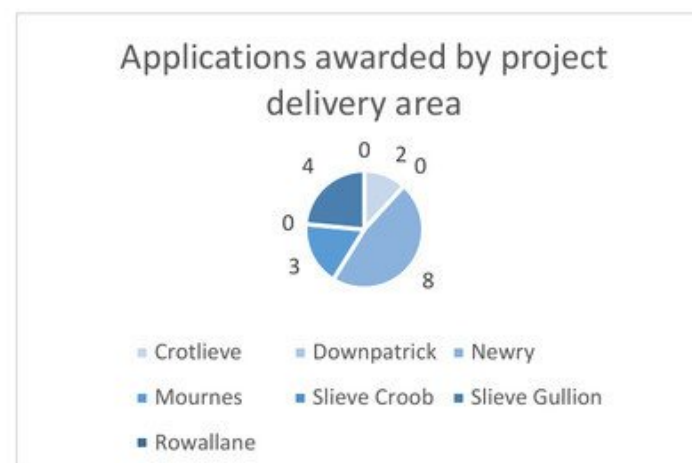 Applications awarded by project
delivery area
0
2
0
4
0
3
8
Crotlieve
Downpatrick
Newry
Mournes
Slieve Croob
Slieve Gullion
Rowallane